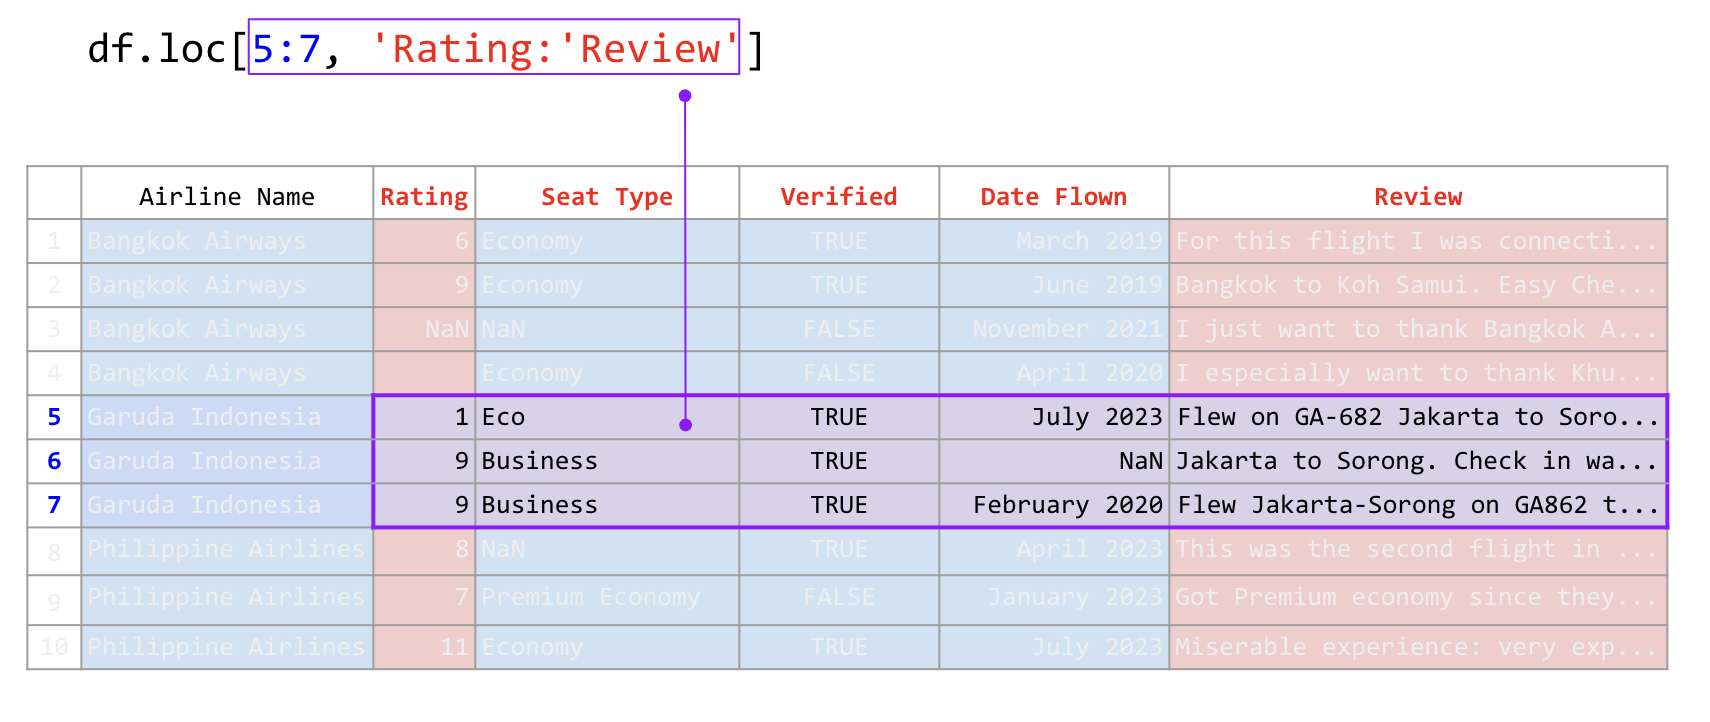 df.loc[5:7, 'Rating:'Review']
Airline Name Rating Seat Type Verified Date Flown Review
1 Bangkok Airways 6 Economy TRUE March 2019 For this flight I was connecti...
2 Bangkok Airways 9 Economy TRUE June 2019 Bangkok to Koh Samui. Easy Che...
3 Bangkok Airways NaN NaN FALSE November 2021 I just want to thank Bangkok A...
4 Bangkok Airways Economy FALSE April 2020 I especially want to thank Khu...
5 Garuda Indonesia 1 Eco TRUE July 2023 Flew on GA-682 Jakarta to Soro...
6 Garuda Indonesia 9 Business TRUE NaN Jakarta to Sorong. Check in wa...
7 Garuda Indonesia 9 Business TRUE February 2020 Flew Jakarta-Sorong on GA862 t...
8 Philippine Airlines 8 NaN TRUE April 2023 This was the second flight in ...
9 Philippine Airlines 7 Premium Economy FALSE January 2023 Got Premium economy since they...
10 Philippine Airlines 11 Economy TRUE July 2023 Miserable experience: very exp...